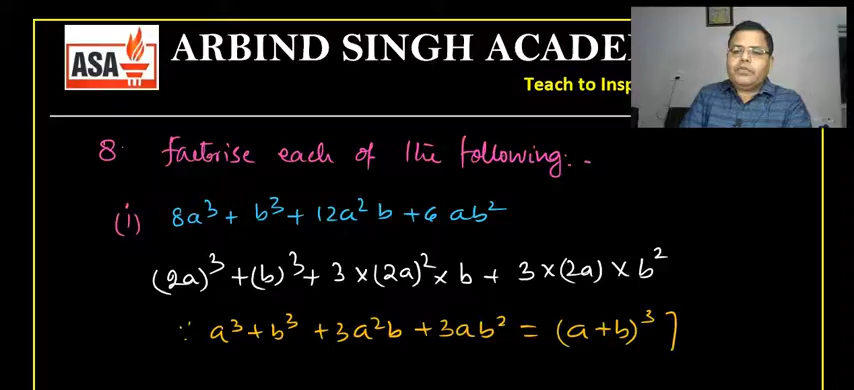 ASA
ARBIND SINGH ACADE
Teach to Insp
8. Factorise each of the following:-
(i) 8a³ + b³ + 12a²b + 6ab²
(2a)³ + (b)³ + 3 × (2a)² × b + 3 × (2a) × b²
∵ a³ + b³ + 3a²b + 3ab² = (a+b)³]